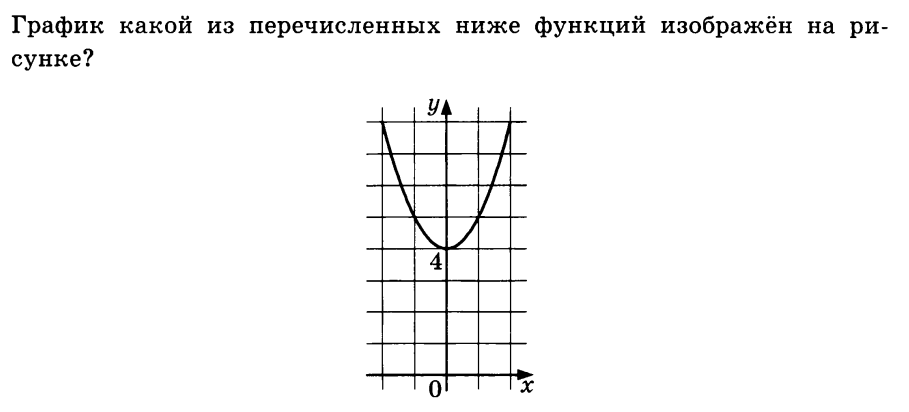 График какой из перечисленных ниже функций изображён на ри-
сунке?
y
4
0
x